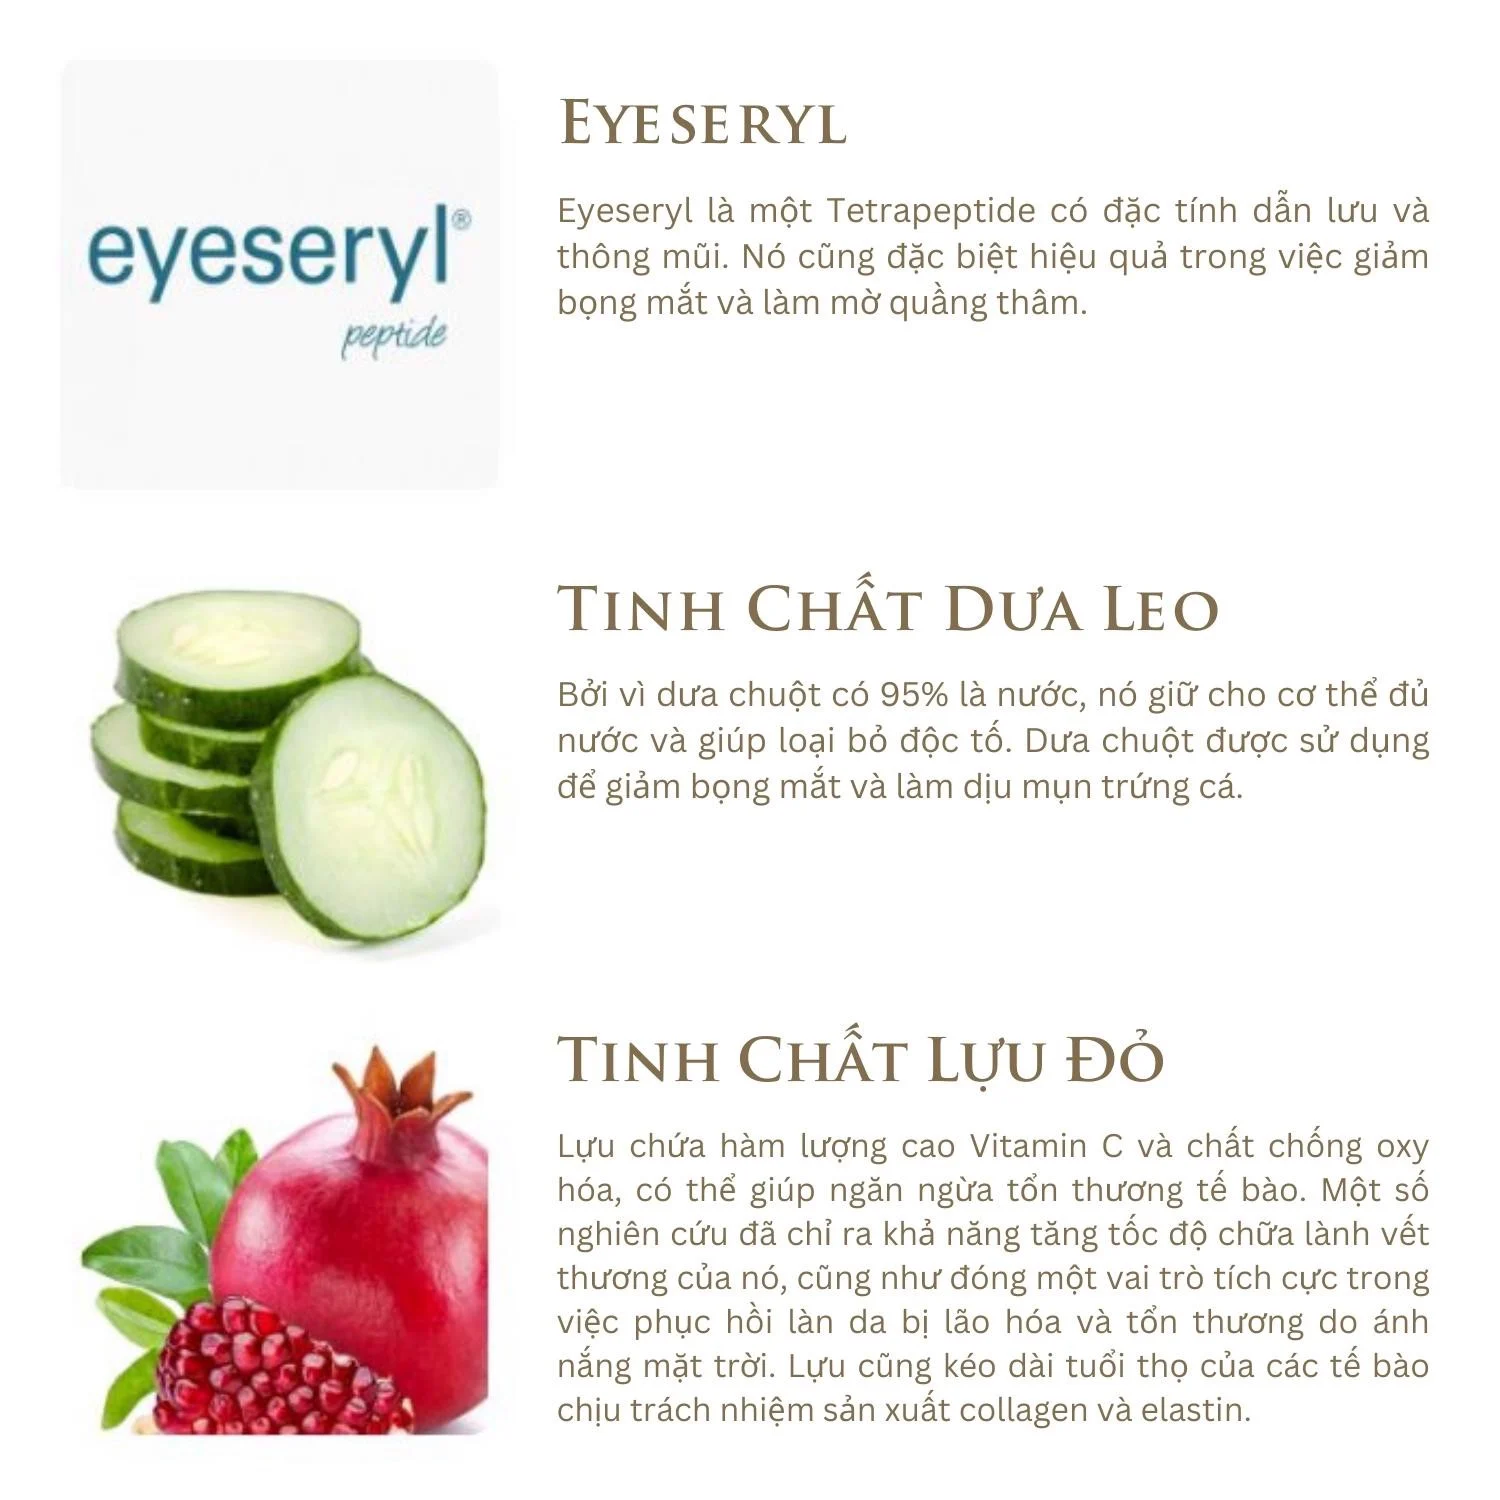 eyeseryl®
peptide
EYESERYL
Eyeseryl là một Tetrapeptide có đặc tính dẫn lưu và
thông mũi. Nó cũng đặc biệt hiệu quả trong việc giảm
bọng mắt và làm mờ quầng thâm.
TINH CHẤT DƯA LEO
Bởi vì dưa chuột có 95% là nước, nó giữ cho cơ thể đủ
nước và giúp loại bỏ độc tố. Dưa chuột được sử dụng
để giảm bọng mắt và làm dịu mụn trứng cá.
TINH CHẤT LỰU ĐỎ
Lựu chứa hàm lượng cao Vitamin C và chất chống oxy
hóa, có thể giúp ngăn ngừa tổn thương tế bào. Một số
nghiên cứu đã chỉ ra khả năng tăng tốc độ chữa lành vết
thương của nó, cũng như đóng một vai trò tích cực trong
việc phục hồi làn da bị lão hóa và tổn thương do ánh
nắng mặt trời. Lựu cũng kéo dài tuổi thọ của các tế bào
chịu trách nhiệm sản xuất collagen và elastin.